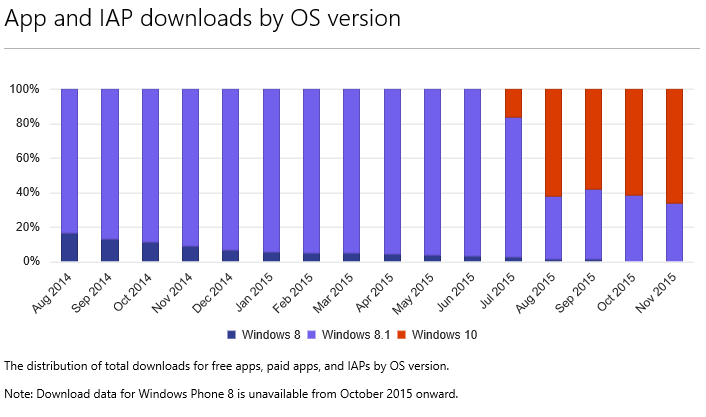 App and IAP downloads by OS version
100%
80%
60%
40%
20%
0%
Aug 2014
Sep 2014
Oct 2014
Nov 2014
Dec 2014
Jan 2015
Feb 2015
Mar 2015
Apr 2015
May 2015
Jun 2015
Jul 2015
Aug 2015
Sep 2015
Oct 2015
Nov 2015
Windows 8 Windows 8.1 Windows 10
The distribution of total downloads for free apps, paid apps, and IAPs by OS version.
Note: Download data for Windows Phone 8 is unavailable from October 2015 onward.